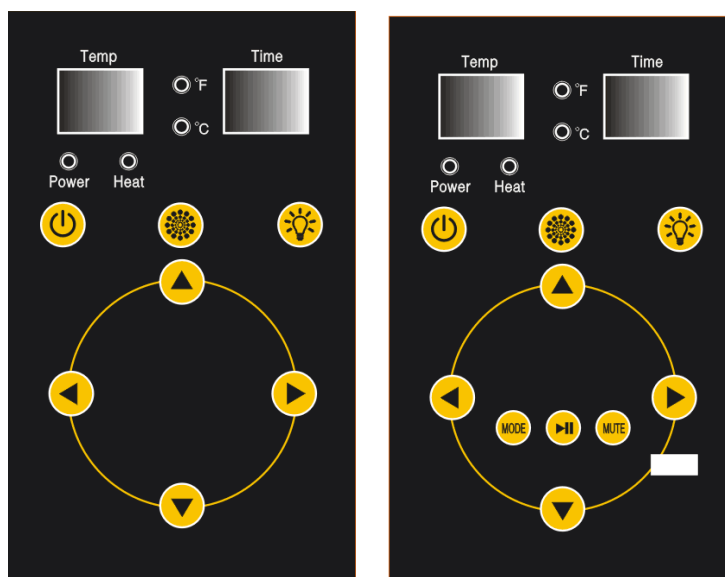 Temp Time
°F
°C
Power Heat
Temp Time
°F
°C
Power Heat
MODE MUTE